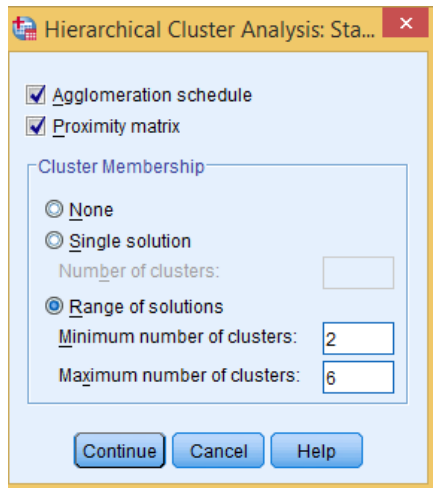 Hierarchical Cluster Analysis: Sta...
Agglomeration schedule
Proximity matrix
Cluster Membership
None
Single solution
Number of clusters:
Range of solutions
Minimum number of clusters: 2
Maximum number of clusters: 6
Continue Cancel Help